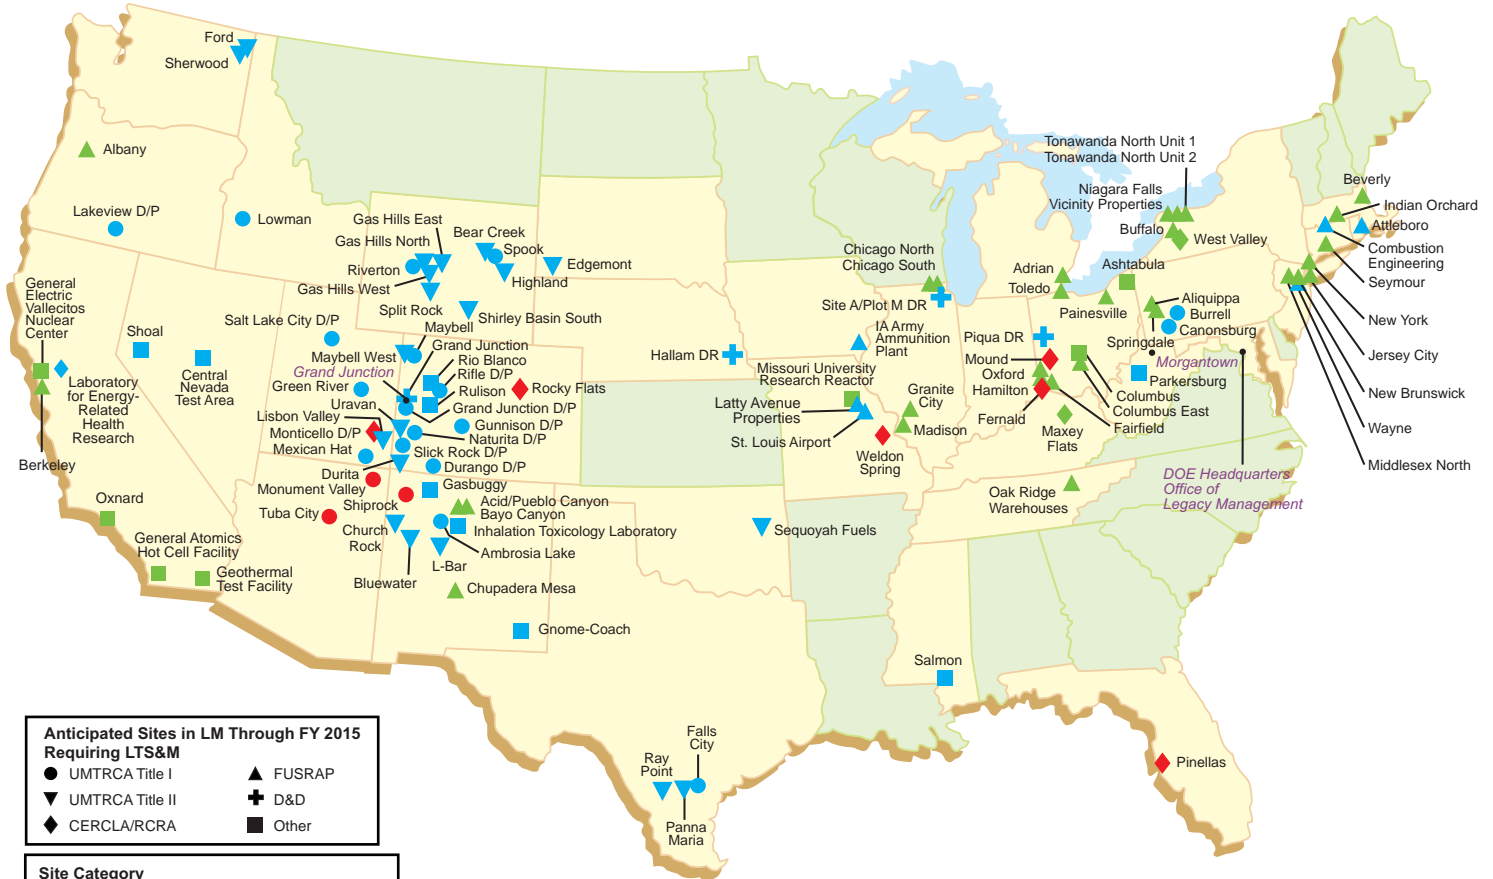 Ford
Sherwood
Albany
Lakeview D/P
Lowman
Gas Hills East
Gas Hills North
Bear Creek
Spook
Riverton
Highland
Edgemont
Gas Hills West
Split Rock
Shirley Basin South
General
Electric
Vallecitos
Nuclear
Center
Shoal
Salt Lake City D/P
Maybell
Grand Junction
Maybell West
Rio Blanco
Grand Junction
Rifle D/P
Green River
Rulison
Rocky Flats
Central
Nevada
Test Area
Laboratory
for Energy-
Related
Health
Research
Berkeley
Uravan
Grand Junction D/P
Lisbon Valley
Gunnison D/P
Monticello D/P
Naturita D/P
Mexican Hat
Slick Rock D/P
Durita
Durango D/P
Monument Valley
Gasbuggy
Shiprock
Tuba City
Acid/Pueblo Canyon
Bayo Canyon
Church
Rock
Inhalation Toxicology Laboratory
Ambrosia Lake
L-Bar
Bluewater
Chupadera Mesa
Gnome-Coach
Oxnard
General Atomics
Hot Cell Facility
Geothermal
Test Facility
Hallam DR
Sequoyah Fuels
Ray
Point
Falls
City
Panna
Maria
Chicago North
Chicago South
Site A/Plot M DR
IA Army
Ammunition
Plant
Missouri University
Research Reactor
Latty Avenue
Properties
St. Louis Airport
Granite
City
Madison
Weldon
Spring
Salmon
Pinellas
Oak Ridge
Warehouses
Adrian
Toledo
Piqua DR
Mound
Oxford
Hamilton
Fernald
Maxey
Flats
Fairfield
Columbus
Columbus East
Painesville
Ashtabula
Aliquippa
Burrell
Canonsburg
Springdale
Morgantown
Parkersburg
Tonawanda North Unit 1
Tonawanda North Unit 2
Niagara Falls
Vicinity Properties
Buffalo
West Valley
Beverly
Indian Orchard
Attleboro
Combustion
Engineering
Seymour
New York
Jersey City
New Brunswick
Wayne
Middlesex North
DOE Headquarters
Office of
Legacy Management
Anticipated Sites in LM Through FY 2015
Requiring LTS&M
UMTRCA Title I
FUSRAP
UMTRCA Title II
D&D
CERCLA/RCRA
Other
Site Category